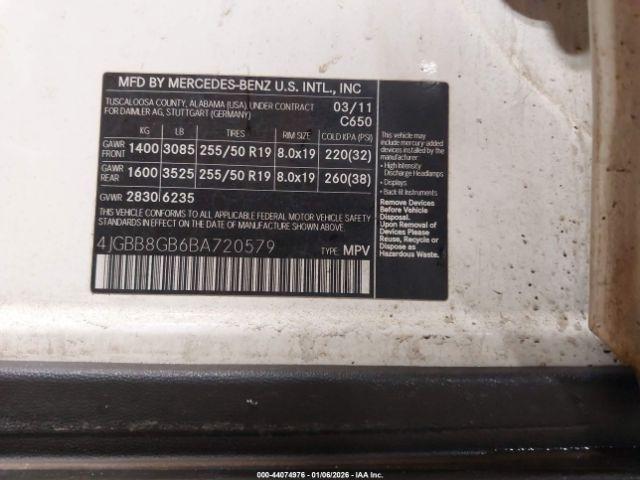 MFD BY MERCEDES-BENZ U.S. INTL., INC
TUSCALOOSA COUNTY, ALABAMA (USA), UNDER CONTRACT 03/11
FOR DAIMLER AG, STUTTGART (GERMANY) C650
KG LB TIRES RIM SIZE COLD KPA (PSI)
GAWR FRONT 1400 3085 255/50 R19 8.0x19 220(32)
GAWR REAR 1600 3525 255/50 R19 8.0x19 260(38)
GVWR 2830 6235
THIS VEHICLE CONFORMS TO ALL APPLICABLE FEDERAL MOTOR VEHICLE SAFETY
STANDARDS IN EFFECT ON THE DATE OF MANUFACTURE SHOWN ABOVE.
4JGBB8GB6BA720579 TYPE: MPV
This vehicle may
include mercury added
devices installed by the
manufacturer
• High Intensity
Discharge Headlamps
• Displays
• Back-lit Instruments
Remove Devices
Before Vehicle
Disposal.
Upon Removal of
Devices Please
Reuse, Recycle or
Dispose as
Hazardous Waste.
000-44074976 - 01/06/2026 - IAA Inc.